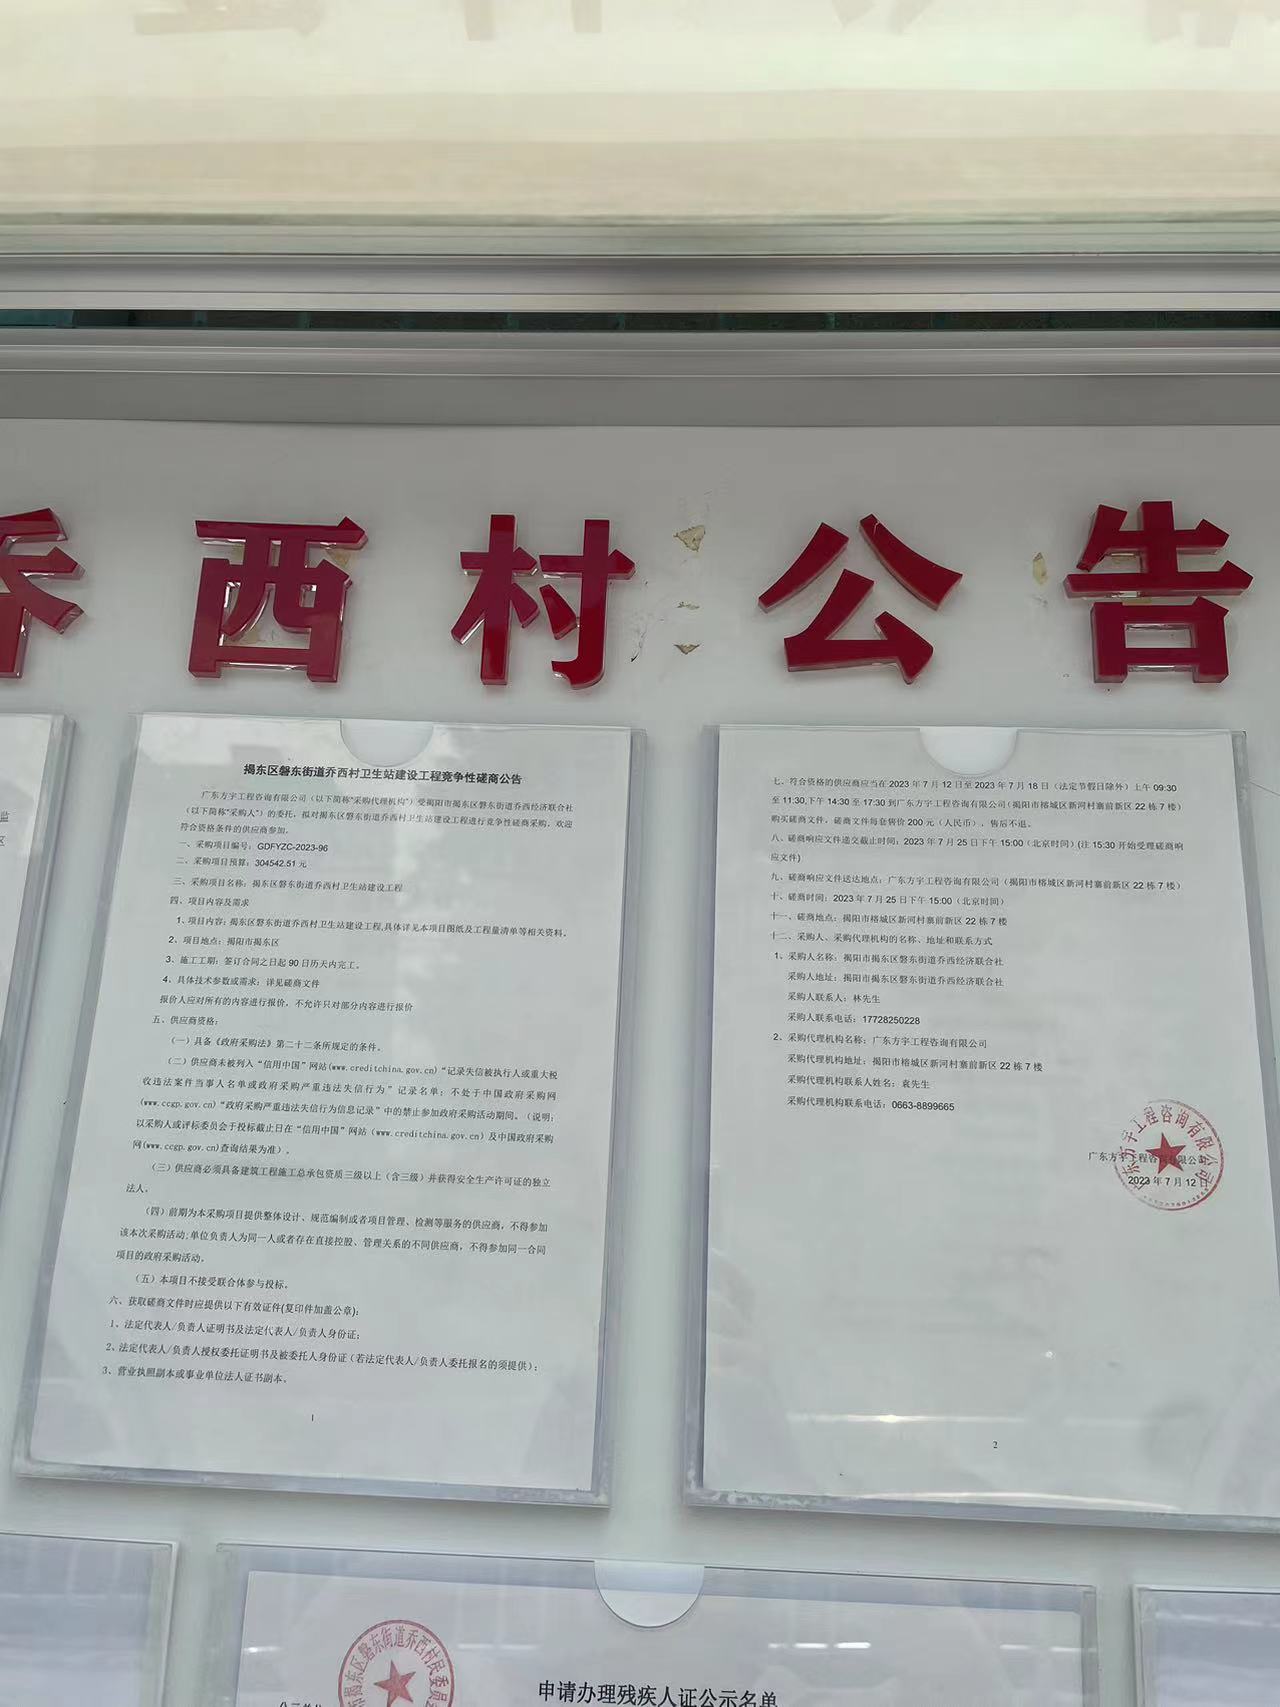 乔西村公告
揭东区磐东街道乔西村卫生站建设工程竞争性磋商公告
广东方宇工程咨询有限公司（以下简称“采购代理机构”）受揭阳市揭东区磐东街道乔西经济联合社
（以下简称“采购人”）的委托，拟对揭东区磐东街道乔西村卫生站建设工程进行竞争性磋商采购，欢迎
符合资格条件的供应商参加。
一、采购项目编号：GDFYZC-2023-96
二、采购项目预算：304542.51 元
三、采购项目名称：揭东区磐东街道乔西村卫生站建设工程
四、项目内容及需求
1、项目内容：揭东区磐东街道乔西村卫生站建设工程,具体详见本项目图纸及工程量清单等相关资料。
2、项目地点：揭阳市揭东区
3、施工工期：签订合同之日起 90 日历天内完工。
4、具体技术参数或需求：详见磋商文件
报价人应对所有的内容进行报价，不允许只对部分内容进行报价
五、供应商资格：
（一）具备《政府采购法》第二十二条所规定的条件。
（二）供应商未被列入“信用中国”网站(www.creditchina.gov.cn)“记录失信被执行人或重大税
收违法案件当事人名单或政府采购严重违法失信行为”记录名单；不处于中国政府采购网
(www.ccgp.gov.cn)“政府采购严重违法失信行为信息记录”中的禁止参加政府采购活动期间。（说明：
以采购人或评标委员会于投标截止日在“信用中国”网站（www.creditchina.gov.cn）及中国政府采购
网(www.ccgp.gov.cn)查询结果为准）。
（三）供应商必须具备建筑工程施工总承包资质三级以上（含三级）并获得安全生产许可证的独立
法人。
（四）前期为本采购项目提供整体设计、规范编制或者项目管理、检测等服务的供应商，不得参加
该本次采购活动;单位负责人为同一人或者存在直接控股、管理关系的不同供应商，不得参加同一合同
项目的政府采购活动。
（五）本项目不接受联合体参与投标。
六、获取磋商文件时应提供以下有效证件(复印件加盖公章)：
1、法定代表人/负责人证明书及法定代表人/负责人身份证；
2、法定代表人/负责人授权委托证明书及被委托人身份证（若法定代表人/负责人委托报名的须提供）；
3、营业执照副本或事业单位法人证书副本。
1
七、符合资格的供应商应当在 2023 年 7 月 12 日至 2023 年 7 月 18 日（法定节假日除外）上午 09:30
至 11:30,下午 14:30 至 17:30 到广东方宇工程咨询有限公司(揭阳市榕城区新河村寨前新区 22 栋 7 楼)
购买磋商文件，磋商文件每套售价 200 元（人民币），售后不退。
八、磋商响应文件递交截止时间：2023 年 7 月 25 日下午 15:00（北京时间）(注 15:30 开始受理磋商响
应文件)
九、磋商响应文件送达地点：广东方宇工程咨询有限公司（揭阳市榕城区新河村寨前新区 22 栋 7 楼）
十、磋商时间：2023 年 7 月 25 日下午 15:00（北京时间）
十一、磋商地点：揭阳市榕城区新河村寨前新区 22 栋 7 楼
十二、采购人、采购代理机构的名称、地址和联系方式
1、采购人名称：揭阳市揭东区磐东街道乔西经济联合社
采购人地址：揭阳市揭东区磐东街道乔西经济联合社
采购人联系人：林先生
采购人联系电话：17728250228
2、采购代理机构名称：广东方宇工程咨询有限公司
采购代理机构地址：揭阳市榕城区新河村寨前新区 22 栋 7 楼
采购代理机构联系人姓名：袁先生
采购代理机构联系电话：0663-8899665
广东方宇工程咨询有限公司
广东方宇工程咨询有限公司
2023 年 7 月 12 日
2
监
区
揭东区磐东街道乔西村民委员
申请办理残疾人证公示名单